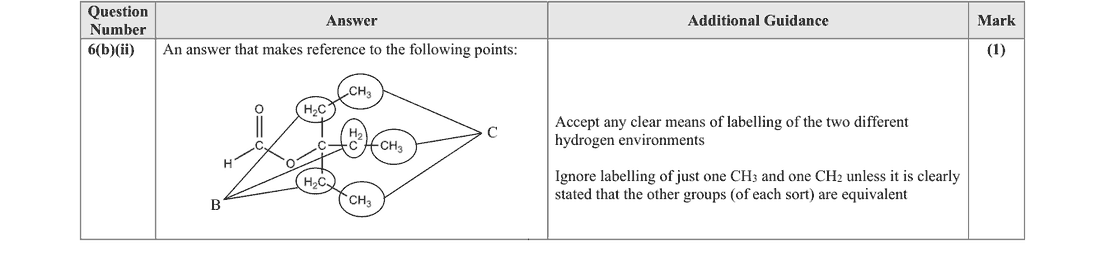 Question Number
Answer
Additional Guidance
Mark
6(b)(ii)
An answer that makes reference to the following points:
(1)
CH3
H2C
O
H2
C
C
C
CH3
C
H
O
H2C
CH3
B
Accept any clear means of labelling of the two different
hydrogen environments
Ignore labelling of just one CH3 and one CH2 unless it is clearly
stated that the other groups (of each sort) are equivalent